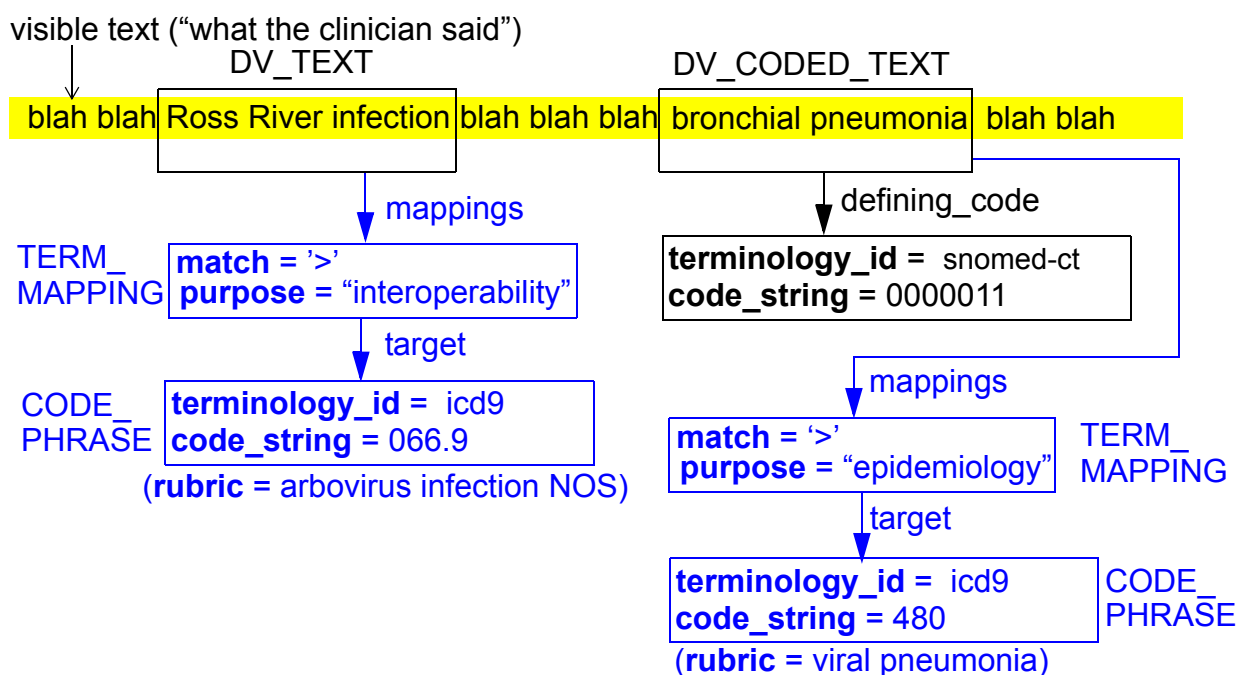 visible text (“what the clinician said”)
DV_TEXT
DV_CODED_TEXT
blah blah Ross River infection blah blah blah bronchial pneumonia blah blah
mappings
TERM_
MAPPING
match = ‘>’
purpose = “interoperability”
target
CODE_
PHRASE
terminology_id = icd9
code_string = 066.9
(rubric = arbovirus infection NOS)
defining_code
terminology_id = snomed-ct
code_string = 0000011
mappings
match = ‘>’
purpose = “epidemiology”
TERM_
MAPPING
target
terminology_id = icd9
code_string = 480
CODE_
PHRASE
(rubric = viral pneumonia)